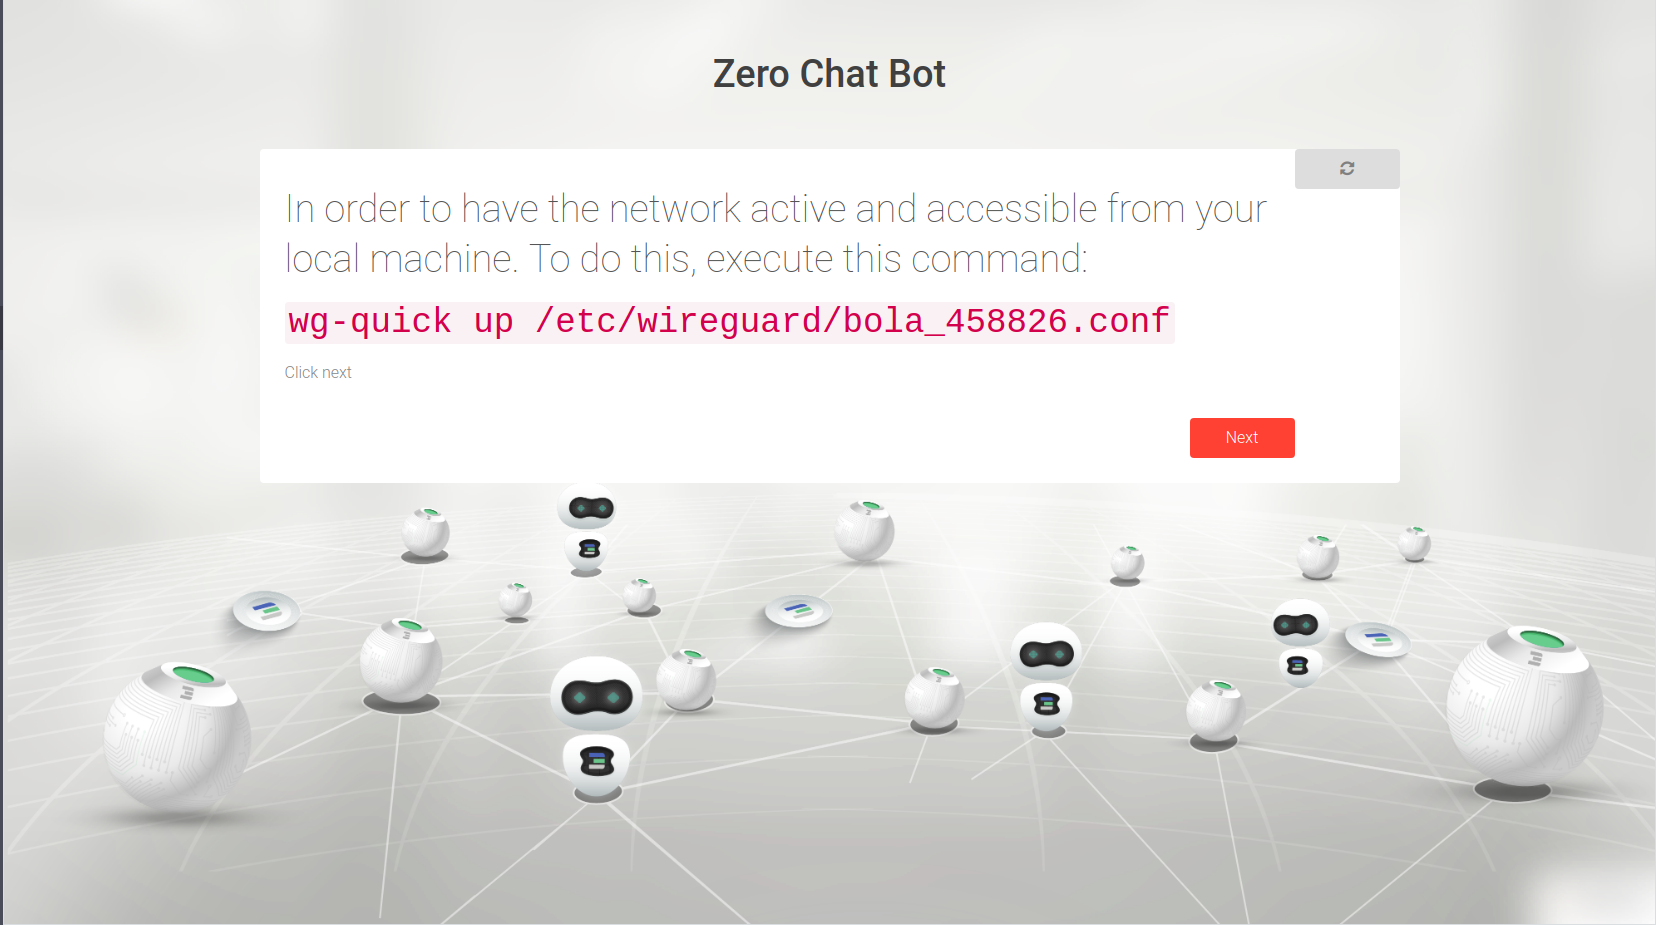 Zero Chat Bot
In order to have the network active and accessible from your
local machine. To do this, execute this command:
wg-quick up /etc/wireguard/bola_458826.conf
Click next
Next